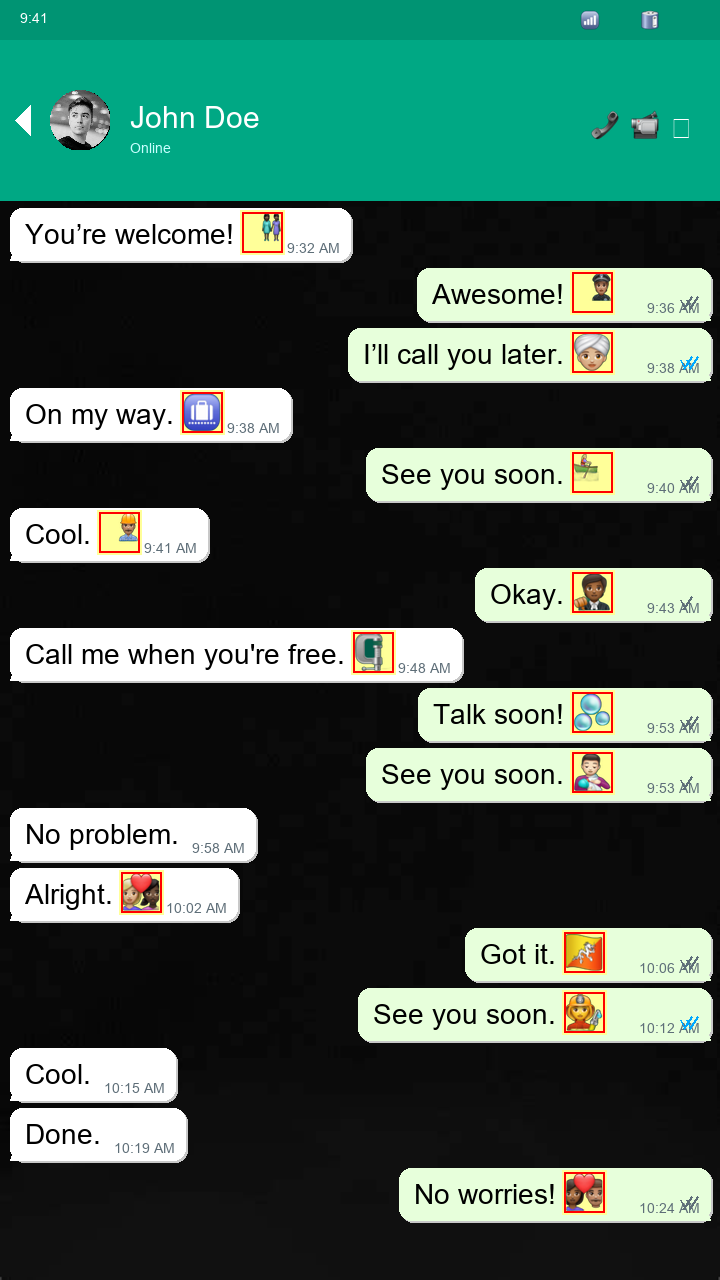 9:41
John Doe
Online
You're welcome! 9:32 AM
Awesome! 9:36 AM
I'll call you later. 9:38 AM
On my way. 9:38 AM
See you soon. 9:40 AM
Cool. 9:41 AM
Okay. 9:43 AM
Call me when you're free. 9:48 AM
Talk soon! 9:53 AM
See you soon. 9:53 AM
No problem. 9:58 AM
Alright. 10:02 AM
Got it. 10:06 AM
See you soon. 10:12 AM
Cool. 10:15 AM
Done. 10:19 AM
No worries! 10:24 AM